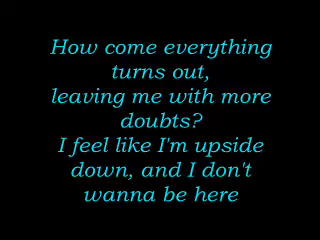 How come everything
turns out,
leaving me with more
doubts?
I feel like I'm upside
down, and I don't
wanna be here